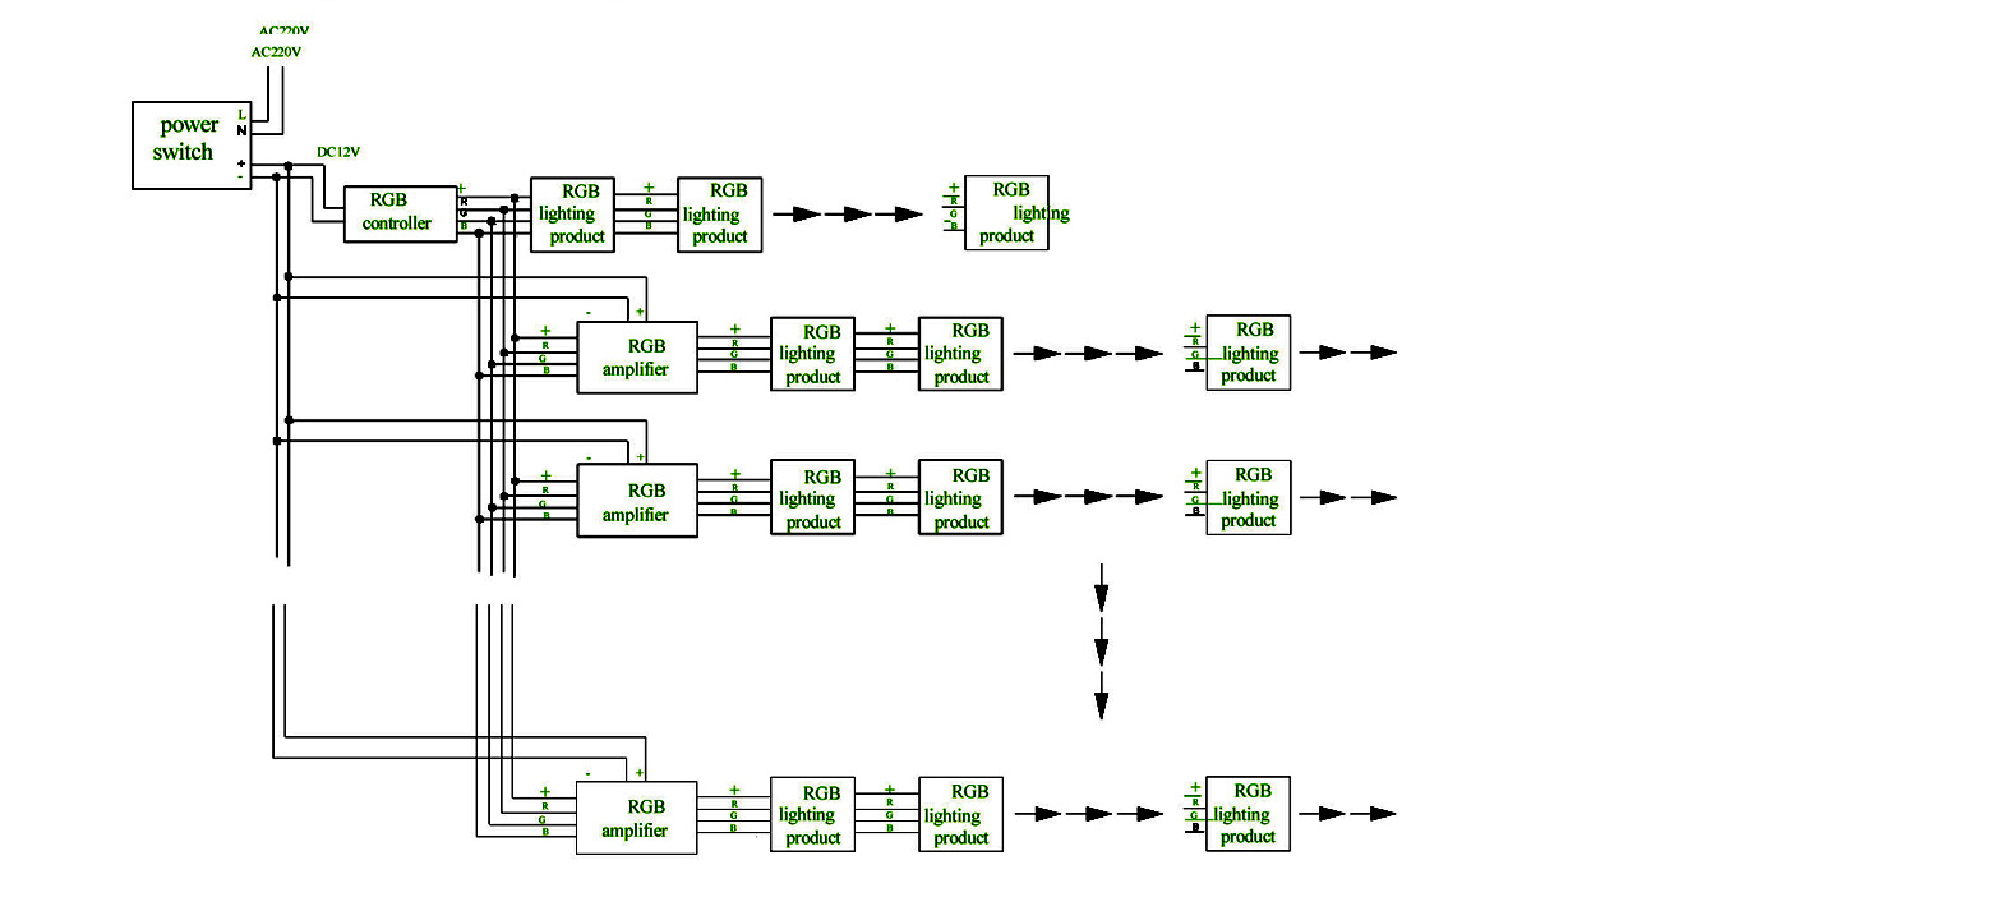 AC220V
AC220V
power
switch
L
N
+
-
DC12V
RGB
controller
+
R
G
B
RGB
lighting
product
+
R
G
B
RGB
lighting
product
+
R
G
B
RGB
lighting
product
-
+
+
R
G
B
RGB
amplifier
+
R
G
B
RGB
lighting
product
+
R
G
B
RGB
lighting
product
+
R
G
B
RGB
lighting
product
-
+
+
R
G
B
RGB
amplifier
+
R
G
B
RGB
lighting
product
+
R
G
B
RGB
lighting
product
+
R
G
B
RGB
lighting
product
-
+
+
R
G
B
RGB
amplifier
+
R
G
B
RGB
lighting
product
+
R
G
B
RGB
lighting
product
+
R
G
B
RGB
lighting
product